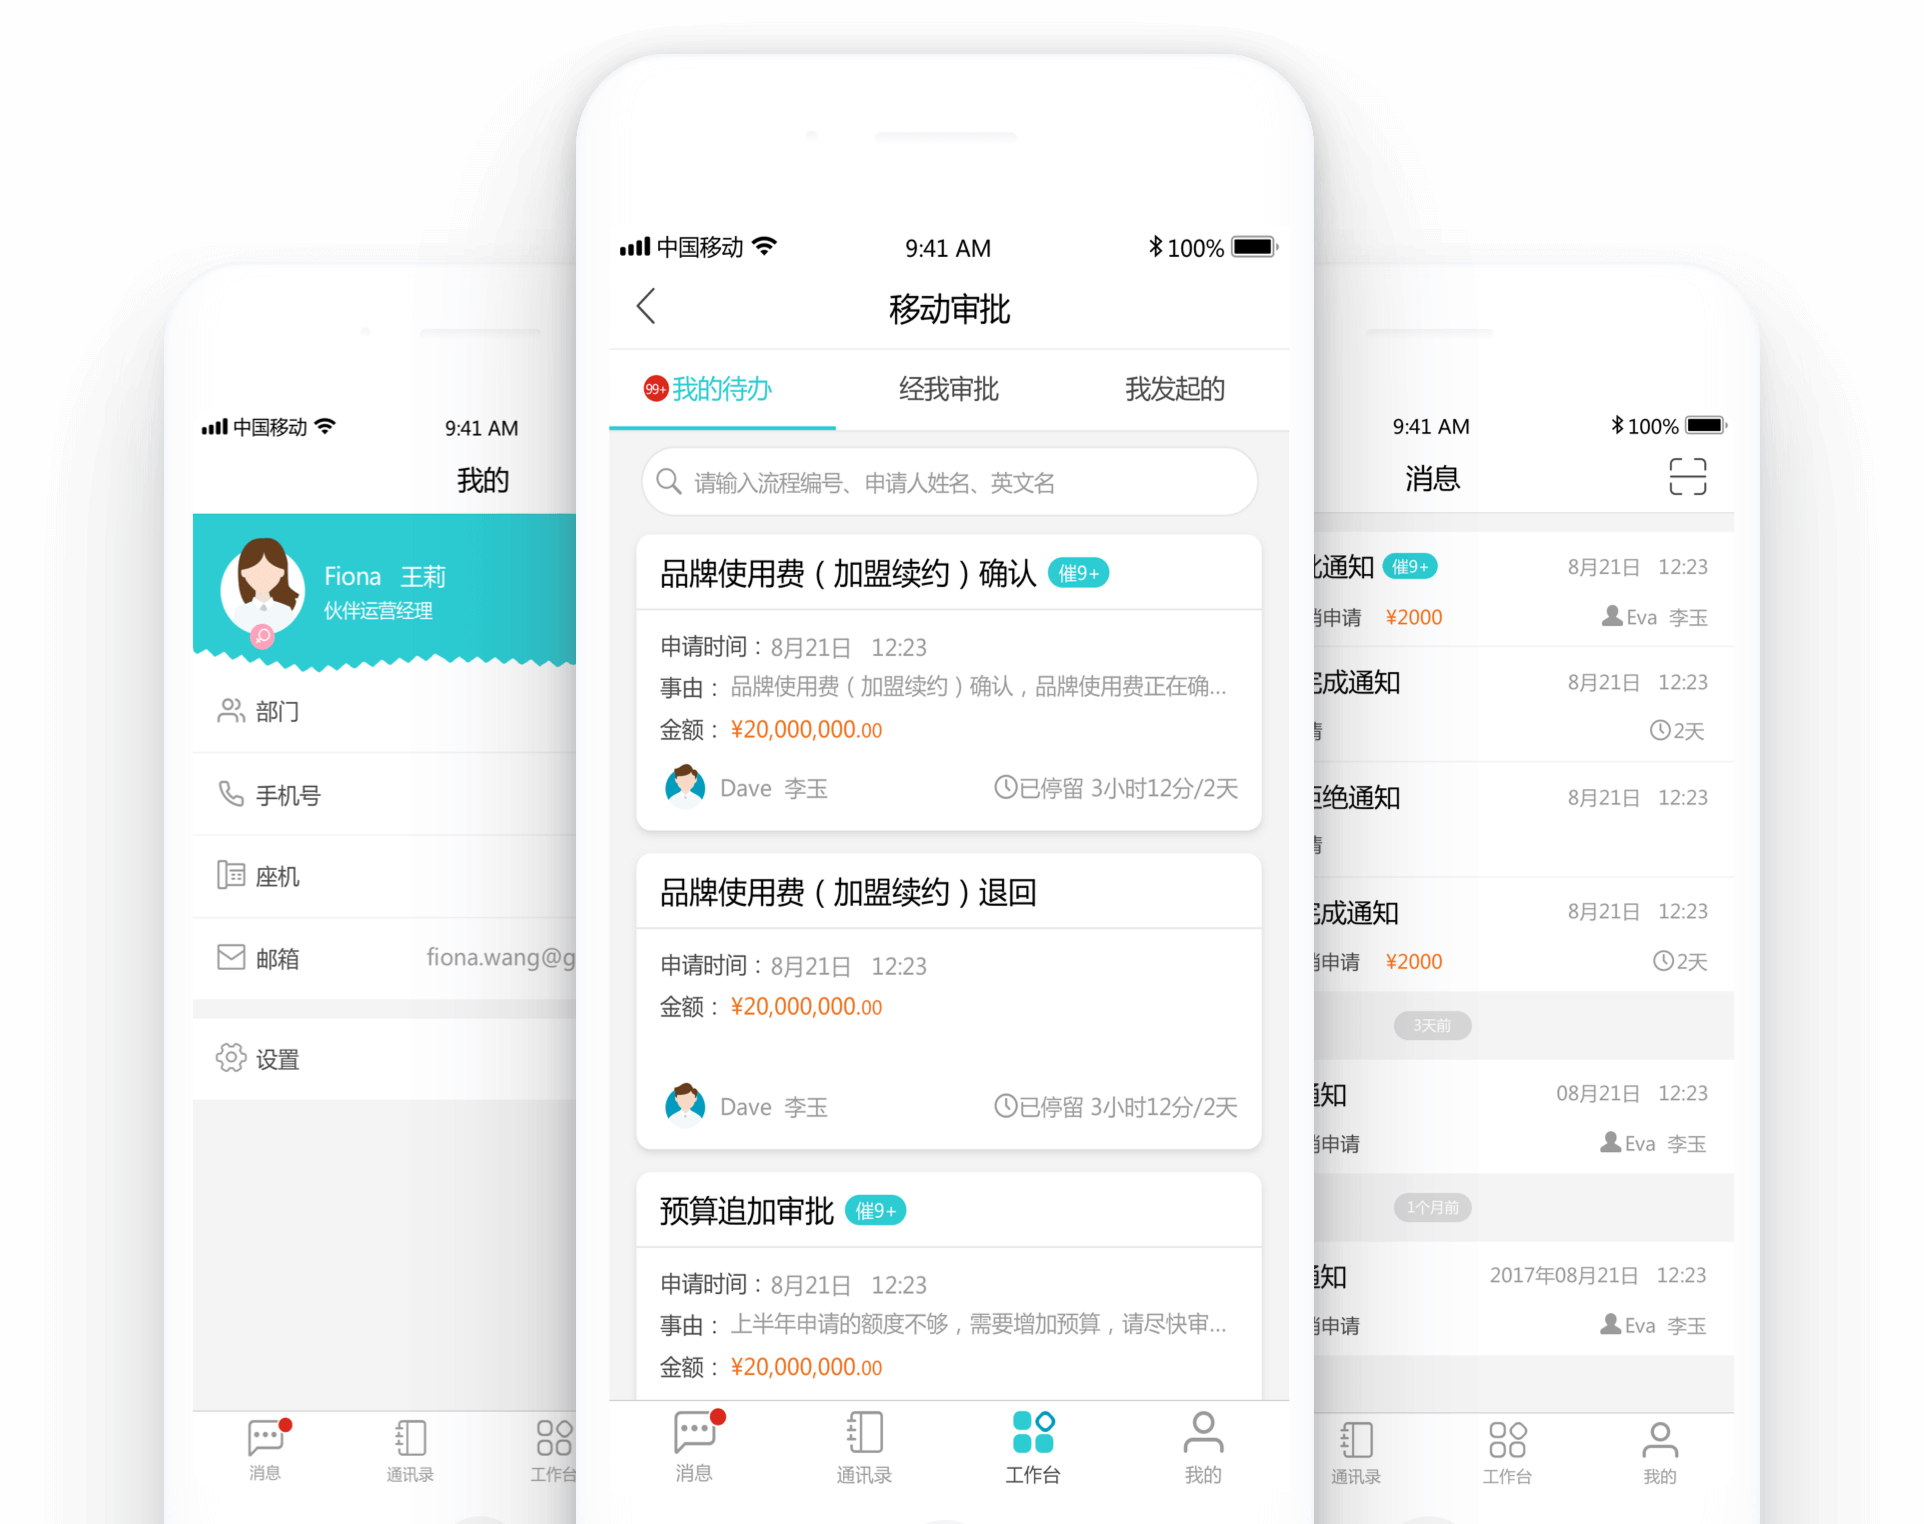 中国移动
9:41 AM
我的
Fiona 王莉
伙伴运营经理
部门
手机号
座机
邮箱 fiona.wang@g
设置
消息 通讯录 工作台
中国移动 9:41 AM 100%
移动审批
99+ 我的待办 经我审批 我发起的
请输入流程编号、申请人姓名、英文名
品牌使用费（加盟续约）确认 催9+
申请时间：8月21日 12:23
事由：品牌使用费（加盟续约）确认，品牌使用费正在确...
金额：¥20,000,000.00
Dave 李玉 已停留 3小时12分/2天
品牌使用费（加盟续约）退回
申请时间：8月21日 12:23
金额：¥20,000,000.00
Dave 李玉 已停留 3小时12分/2天
预算追加审批 催9+
申请时间：8月21日 12:23
事由：上半年申请的额度不够，需要增加预算，请尽快审...
金额：¥20,000,000.00
消息 通讯录 工作台 我的
9:41 AM 100%
消息
通知 催9+ 8月21日 12:23
申请 ¥2000 Eva 李玉
成通知 8月21日 12:23
2天
绝通知 8月21日 12:23
成通知 8月21日 12:23
申请 ¥2000 2天
3天前
知 08月21日 12:23
申请 Eva 李玉
1个月前
知 2017年08月21日 12:23
申请 Eva 李玉
通讯录 工作台 我的